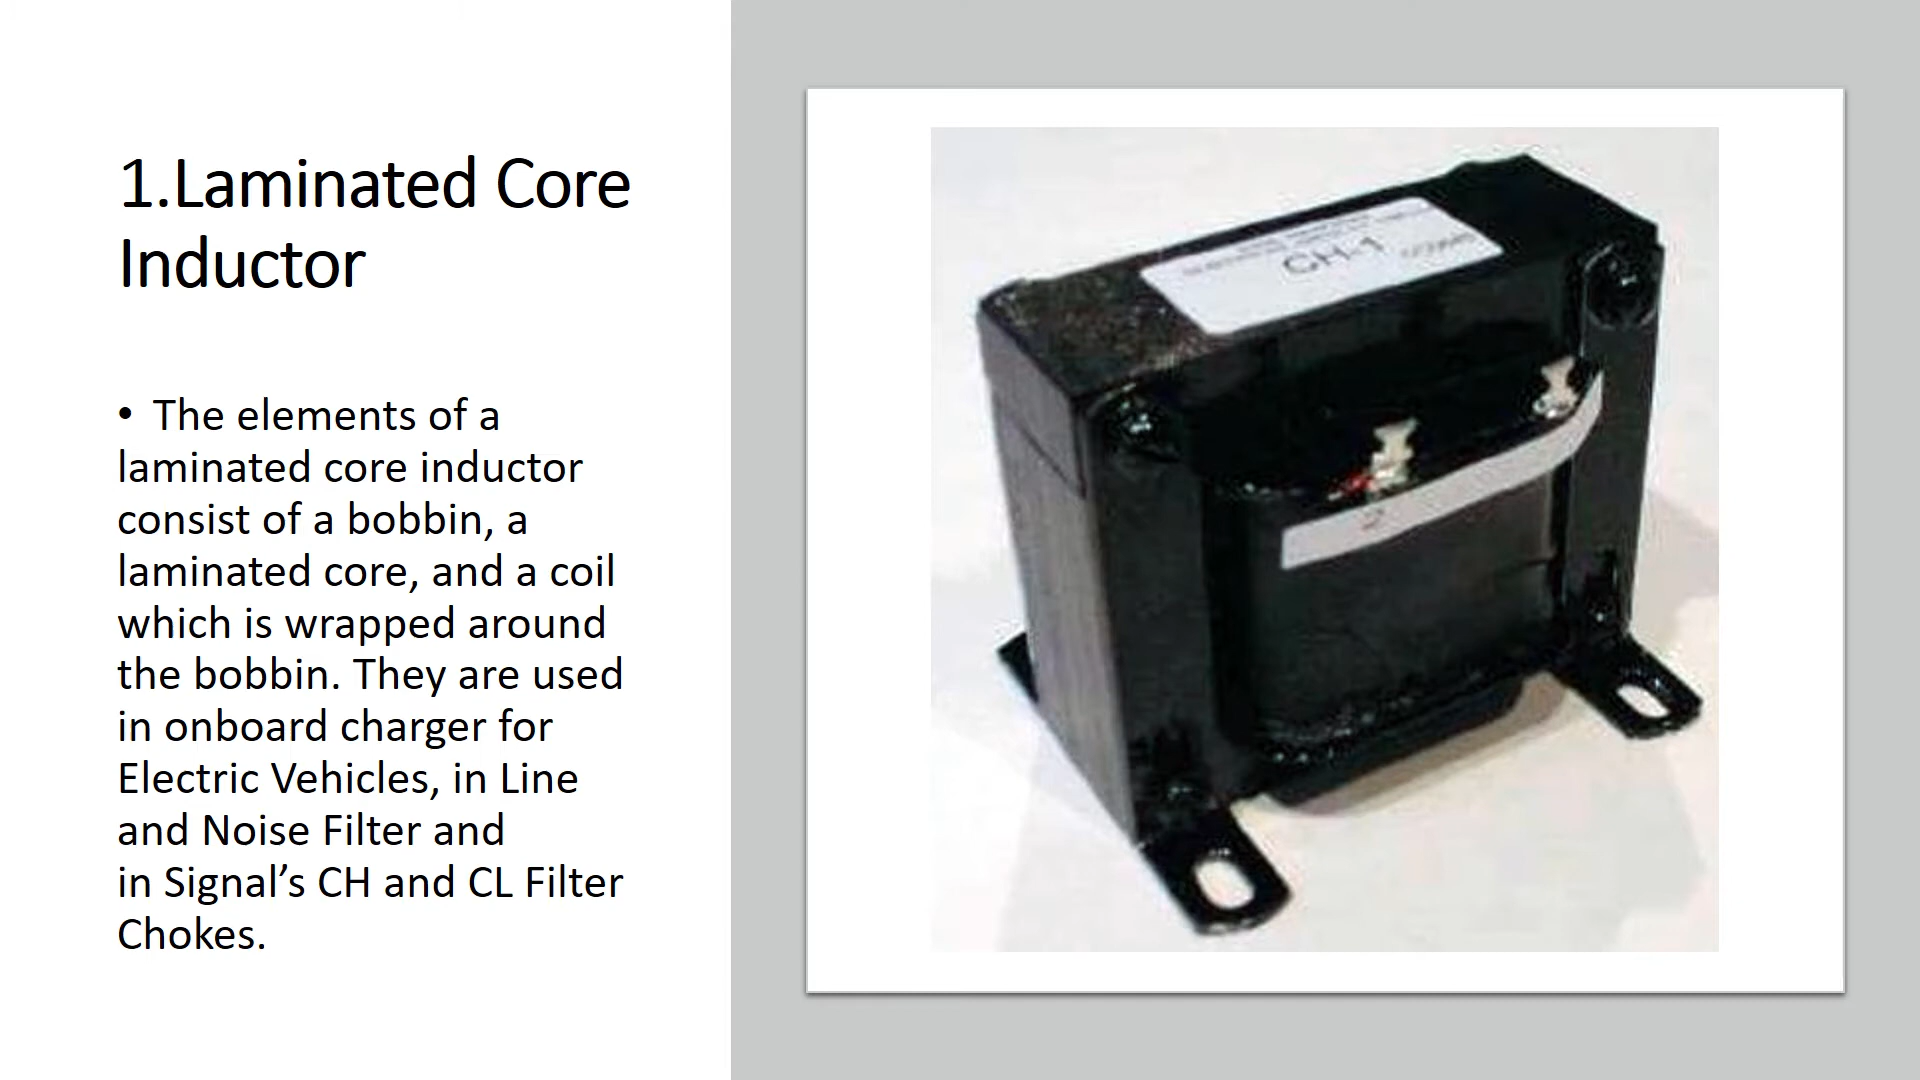 1.Laminated Core
Inductor
• The elements of a
laminated core inductor
consist of a bobbin, a
laminated core, and a coil
which is wrapped around
the bobbin. They are used
in onboard charger for
Electric Vehicles, in Line
and Noise Filter and
in Signal’s CH and CL Filter
Chokes.
CH-1
2